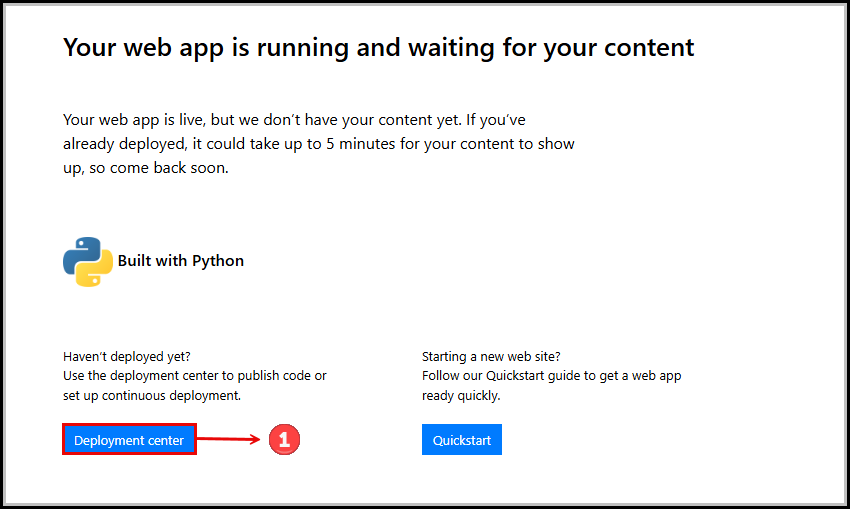 Your web app is running and waiting for your content
Your web app is live, but we don't have your content yet. If you've
already deployed, it could take up to 5 minutes for your content to show
up, so come back soon.
Built with Python
Haven't deployed yet?
Use the deployment center to publish code or
set up continuous deployment.
Deployment center
1
Starting a new web site?
Follow our Quickstart guide to get a web app
ready quickly.
Quickstart